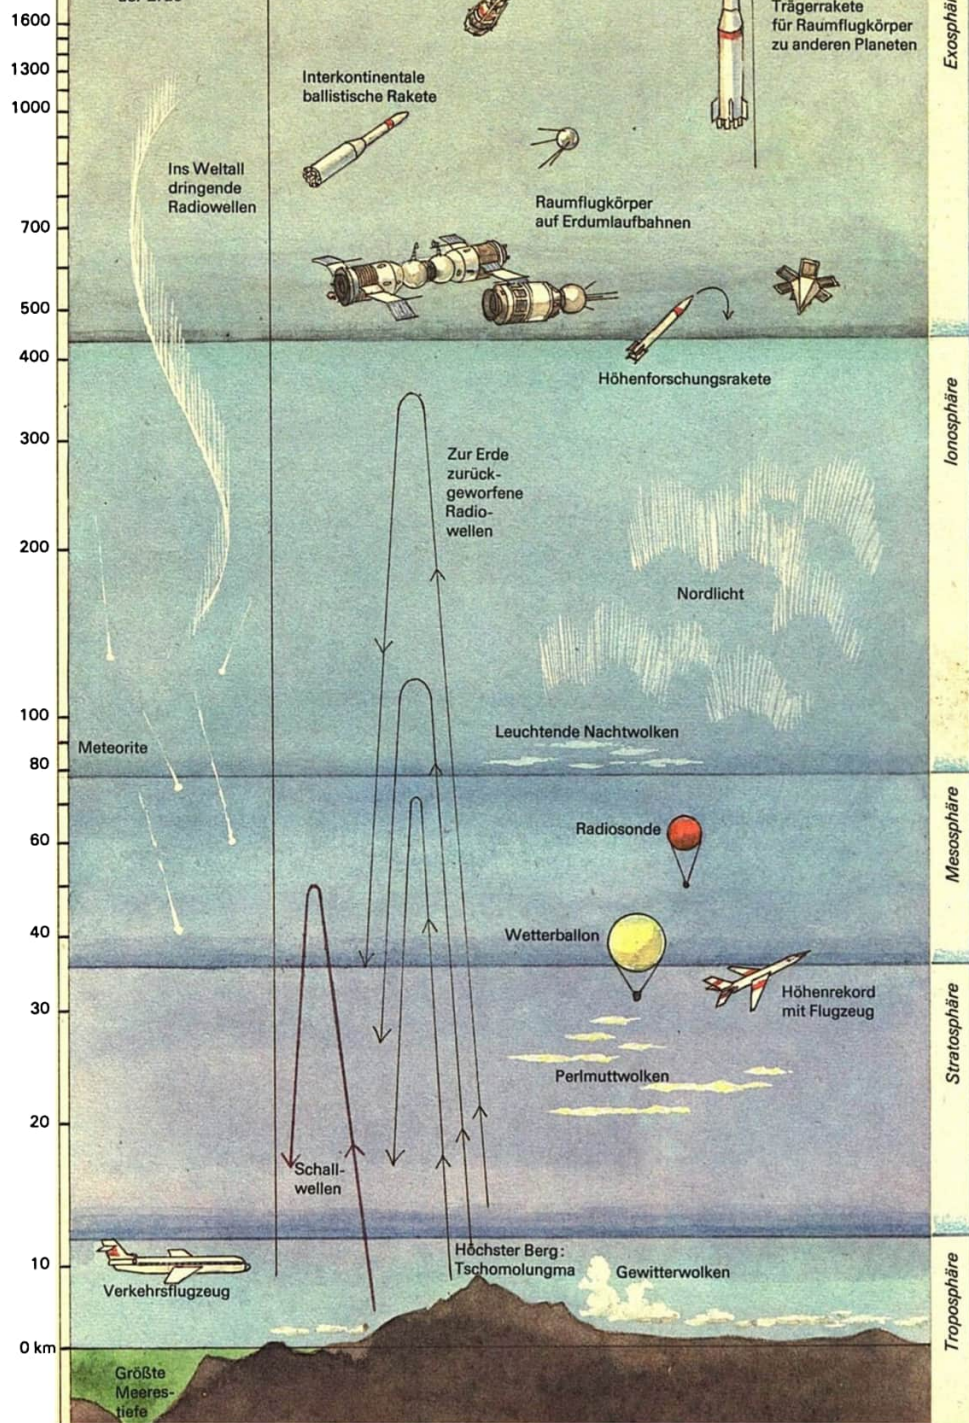 1600
1300
1000
700
500
400
300
200
100
80
60
40
30
20
10
0 km
Trägerrakete
für Raumflugkörper
zu anderen Planeten
Interkontinentale
ballistische Rakete
Ins Weltall
dringende
Radiowellen
Raumflugkörper
auf Erdumlaufbahnen
Höhenforschungsrakete
Zur Erde
zurück-
geworfene
Radio-
wellen
Nordlicht
Leuchtende Nachtwolken
Meteorite
Radiosonde
Wetterballon
Höhenrekord
mit Flugzeug
Perlmuttwolken
Schall-
wellen
Höchster Berg:
Tschomolungma
Gewitterwolken
Verkehrsflugzeug
Größte
Meeres-
tiefe
Ionosphäre
Mesosphäre
Stratosphäre
Troposphäre